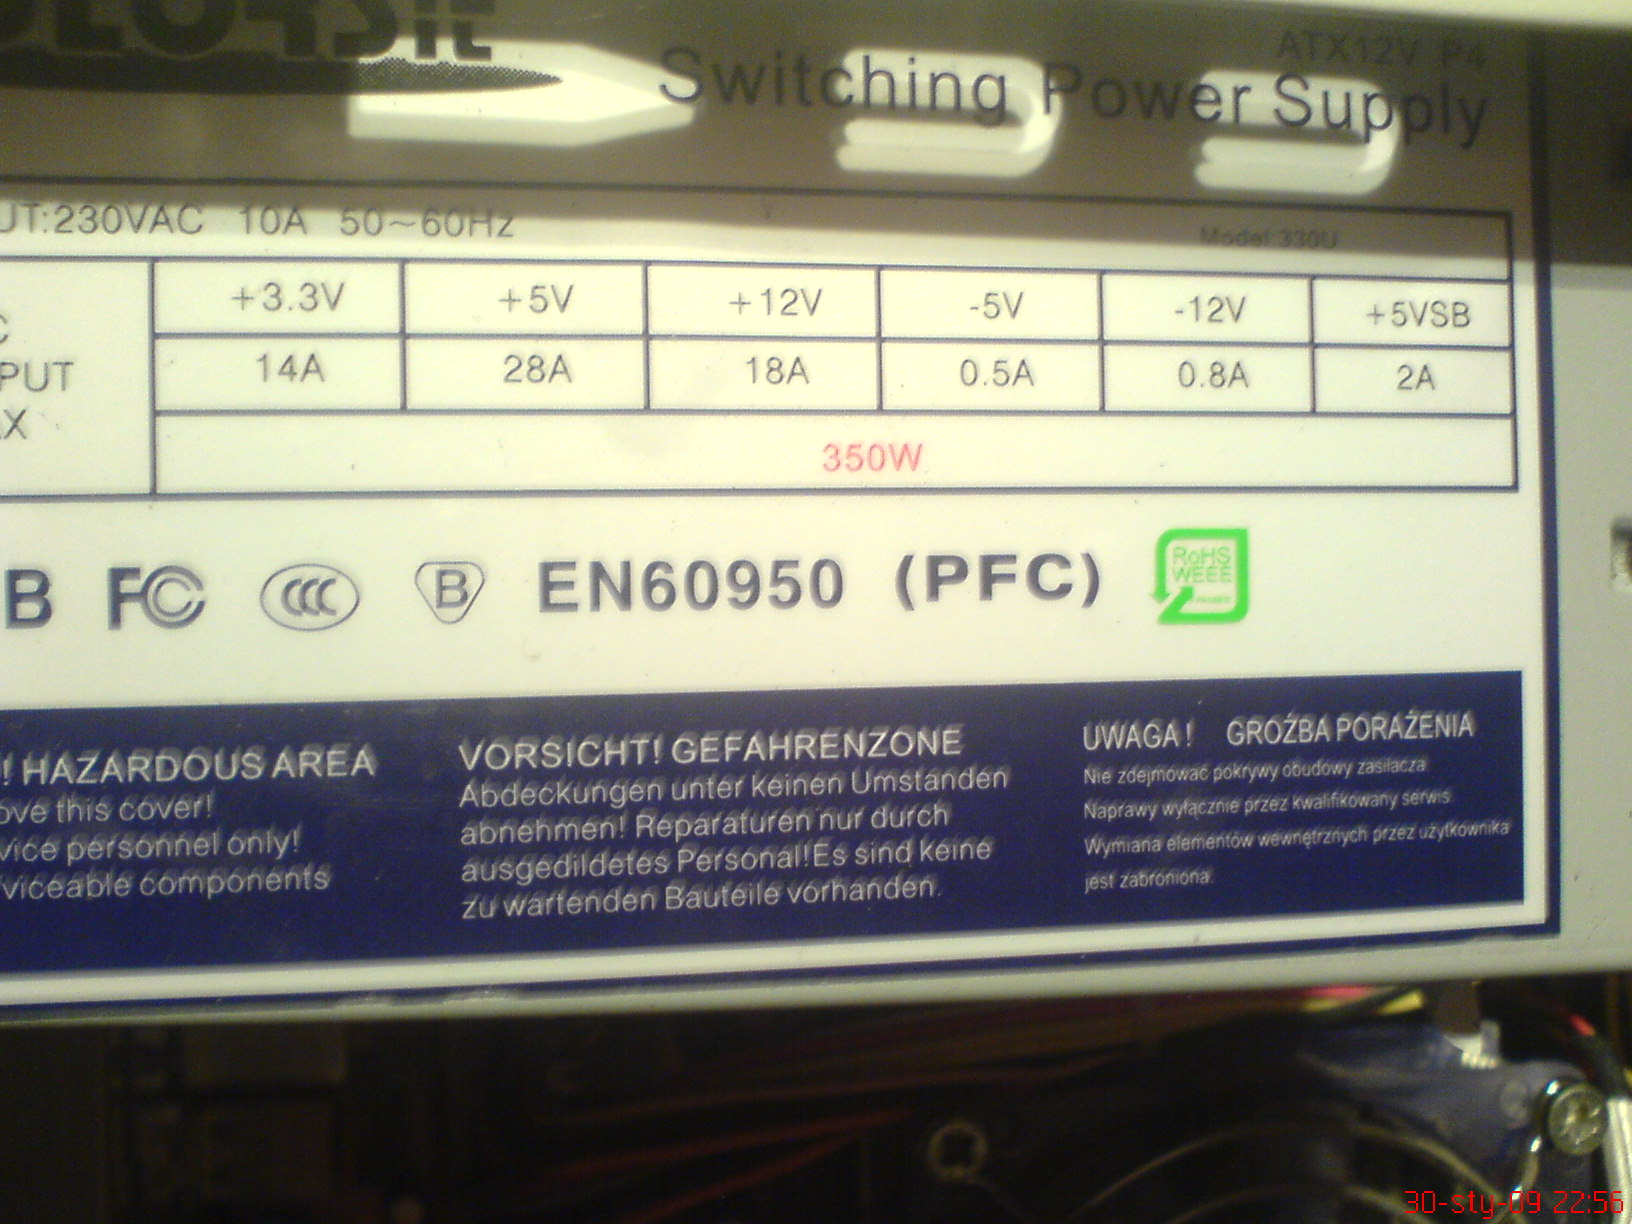 Switching Power Supply
ATX12V P4
UT:230VAC 10A 50~60Hz
Model:330U
+3.3V +5V +12V -5V -12V +5VSB
PUT 14A 28A 18A 0.5A 0.8A 2A
AX
350W
B FC CCC B EN60950 (PFC) RoHS
WEEE
! HAZARDOUS AREA
ove this cover!
vice personnel only!
viceable components
VORSICHT! GEFAHRENZONE
Abdeckungen unter keinen Umstanden
abnehmen! Reparaturen nur durch
ausgedildetes Personal!Es sind keine
zu wartenden Bauteile vorhanden.
UWAGA! GROŹBA PORAŻENIA
Nie zdejmować pokrywy obudowy zasilacza.
Naprawy wyłącznie przez kwalifikowany serwis.
Wymiana elementów wewnętrznych przez użytkownika
jest zabroniona.
30-sty-09 22:56